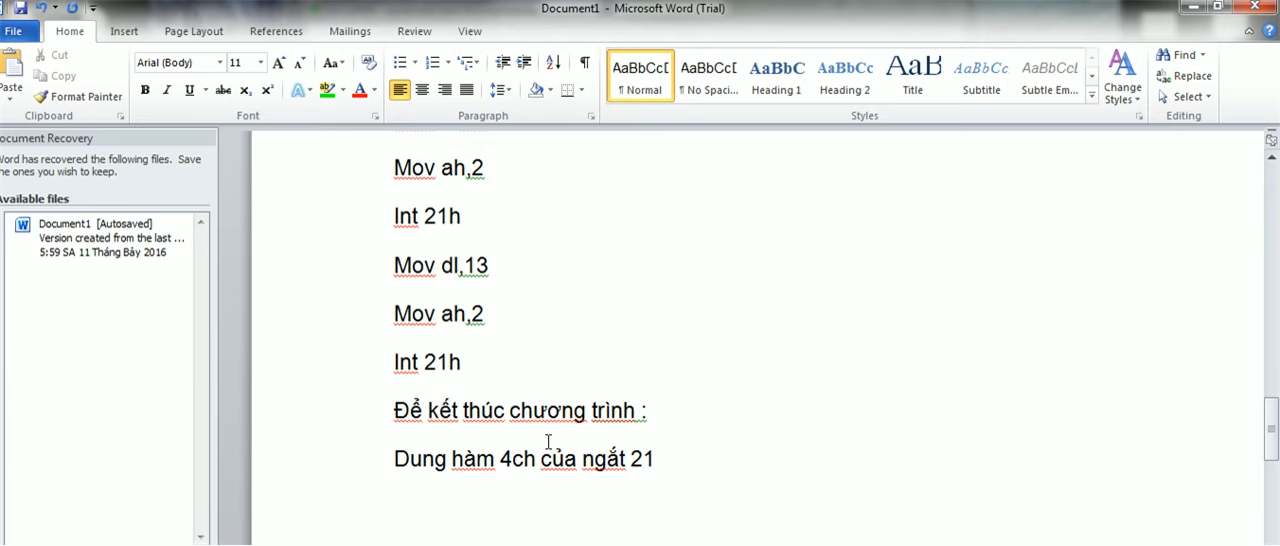 Document1 - Microsoft Word (Trial)
File Home Insert Page Layout References Mailings Review View
Cut
Copy
Paste
Format Painter
Clipboard
Arial (Body) 11
Font
Paragraph
AaBbCcD AaBbCcD AaBbC AaBbCc AaB AaBbCc. AaBbCcD
¶ Normal ¶ No Spaci... Heading 1 Heading 2 Title Subtitle Subtle Em...
Change Styles
Styles
Find
Replace
Select
Editing
ocument Recovery
Word has recovered the following files. Save
he ones you wish to keep.
vailable files
Document1 [Autosaved]
Version created from the last ...
5:59 SA 11 Tháng Bảy 2016
Mov ah,2
Int 21h
Mov dl,13
Mov ah,2
Int 21h
Để kết thúc chương trình :
Dung hàm 4ch của ngắt 21